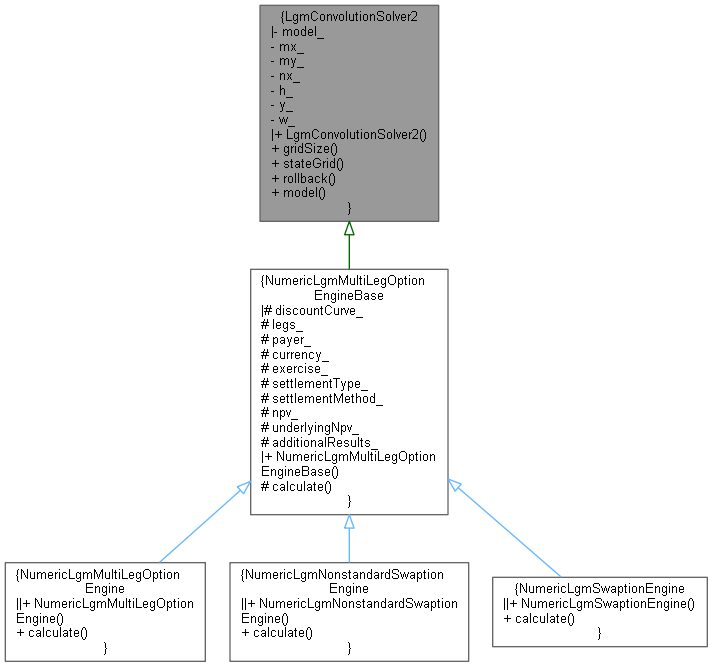 {LgmConvolutionSolver2
|- model_
- mx_
- my_
- nx_
- h_
- y_
- w_
|+ LgmConvolutionSolver2()
+ gridSize()
+ stateGrid()
+ rollback()
+ model()
}
{NumericLgmMultiLegOption
EngineBase
|# discountCurve_
# legs_
# payer_
# currency_
# exercise_
# settlementType_
# settlementMethod_
# npv_
# underlyingNpv_
# additionalResults_
|+ NumericLgmMultiLegOption
EngineBase()
# calculate()
}
{NumericLgmMultiLegOption
Engine
||+ NumericLgmMultiLegOption
Engine()
+ calculate()
}
{NumericLgmNonstandardSwaption
Engine
||+ NumericLgmNonstandardSwaption
Engine()
+ calculate()
}
{NumericLgmSwaptionEngine
||+ NumericLgmSwaptionEngine()
+ calculate()
}